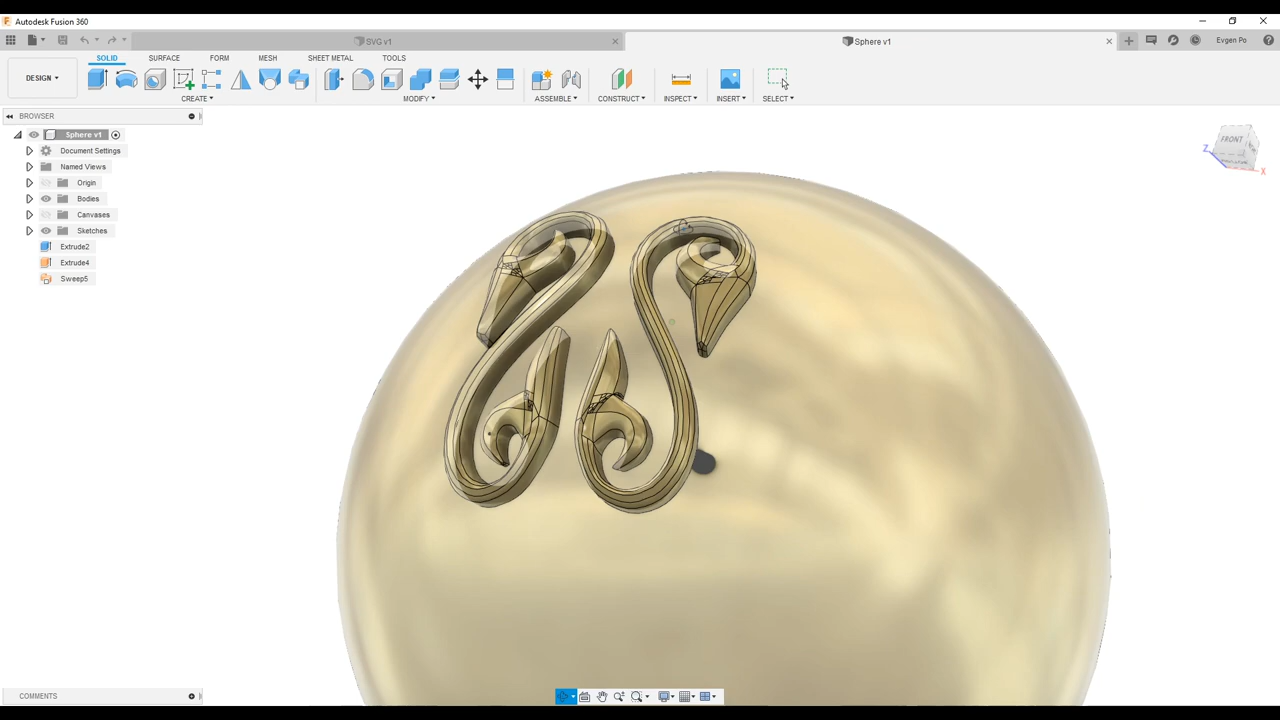 Autodesk Fusion 360
SVG v1
Sphere v1
Evgen Po
SOLID SURFACE FORM MESH SHEET METAL TOOLS
DESIGN
CREATE MODIFY ASSEMBLE CONSTRUCT INSPECT INSERT SELECT
BROWSER
Sphere v1
Document Settings
Named Views
Origin
Bodies
Canvases
Sketches
Extrude2
Extrude4
Sweep5
FRONT
Z
X
COMMENTS